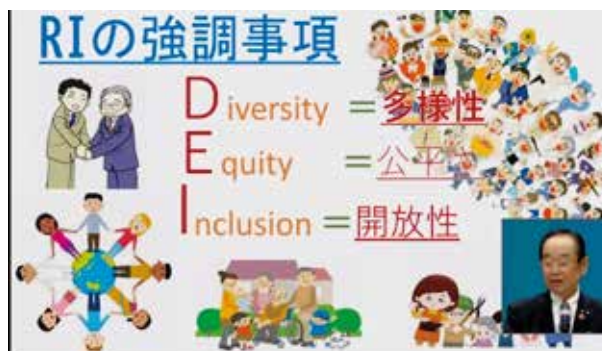 RIの強調事項
Diversity =多様性
Equity =公平
Inclusion =開放性